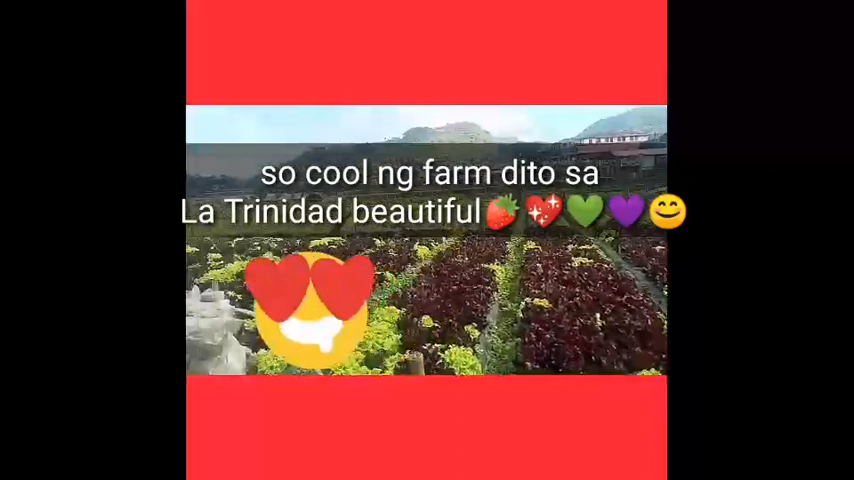 so cool ng farm dito sa
La Trinidad beautiful🍓💖💚💜😊